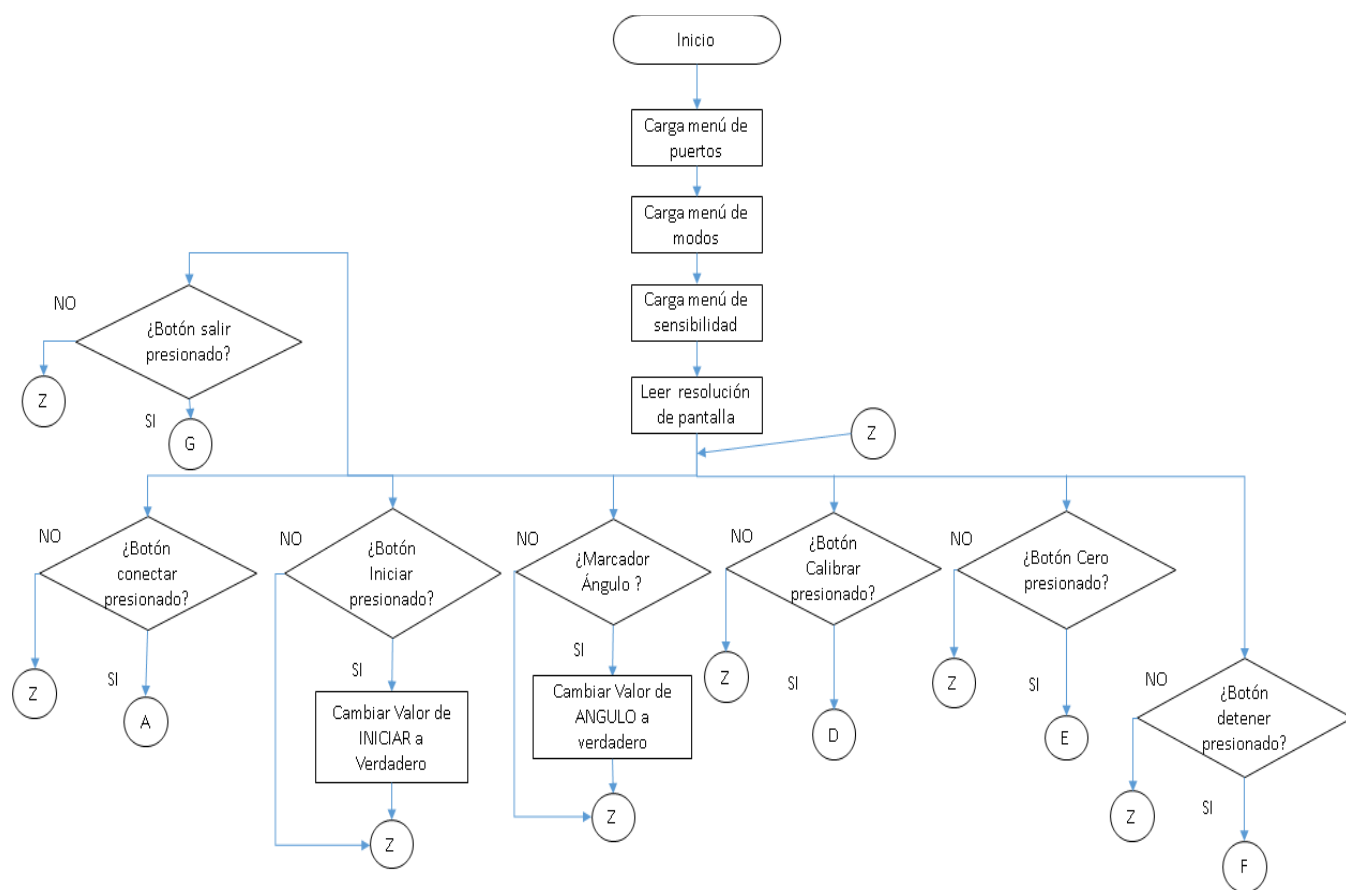 Inicio
Carga menú de
puertos
Carga menú de
modos
Carga menú de
sensibilidad
Leer resolución
de pantalla
Z
NO
¿Botón salir
presionado?
Z
SI
G
NO
¿Botón
conectar
presionado?
Z
SI
A
NO
¿Botón
Iniciar
presionado?
SI
Cambiar Valor de
INICIAR a
Verdadero
Z
NO
¿Marcador
Ángulo ?
SI
Cambiar Valor de
ANGULO a
verdadero
Z
NO
¿Botón
Calibrar
presionado?
Z
SI
D
NO
¿Botón Cero
presionado?
Z
SI
E
NO
¿Botón
detener
presionado?
Z
SI
F